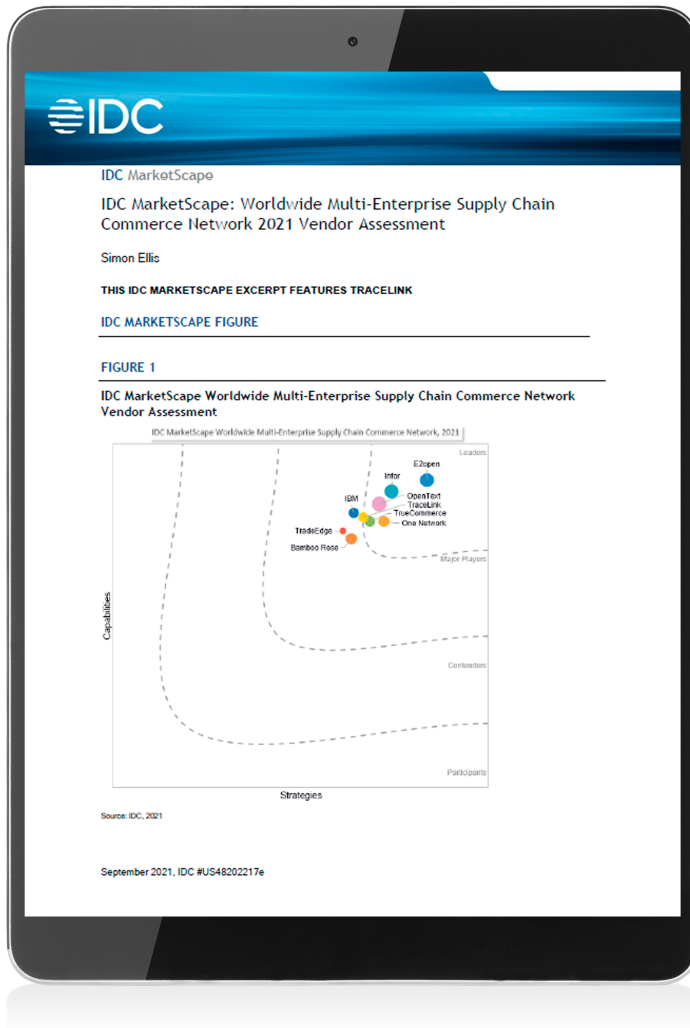 IDC
IDC MarketScape
IDC MarketScape: Worldwide Multi-Enterprise Supply Chain
Commerce Network 2021 Vendor Assessment
Simon Ellis
THIS IDC MARKETSCAPE EXCERPT FEATURES TRACELINK
IDC MARKETSCAPE FIGURE
FIGURE 1
IDC MarketScape Worldwide Multi-Enterprise Supply Chain Commerce Network
Vendor Assessment
IDC MarketScape Worldwide Multi-Enterprise Supply Chain Commerce Network, 2021
Leaders
E2open
Infor
OpenText
IBM
TraceLink
TrueCommerce
One Network
TradeEdge
Bamboo Rose
Major Players
Capabilities
Contenders
Participants
Strategies
Source: IDC, 2021
September 2021, IDC #US48202217e